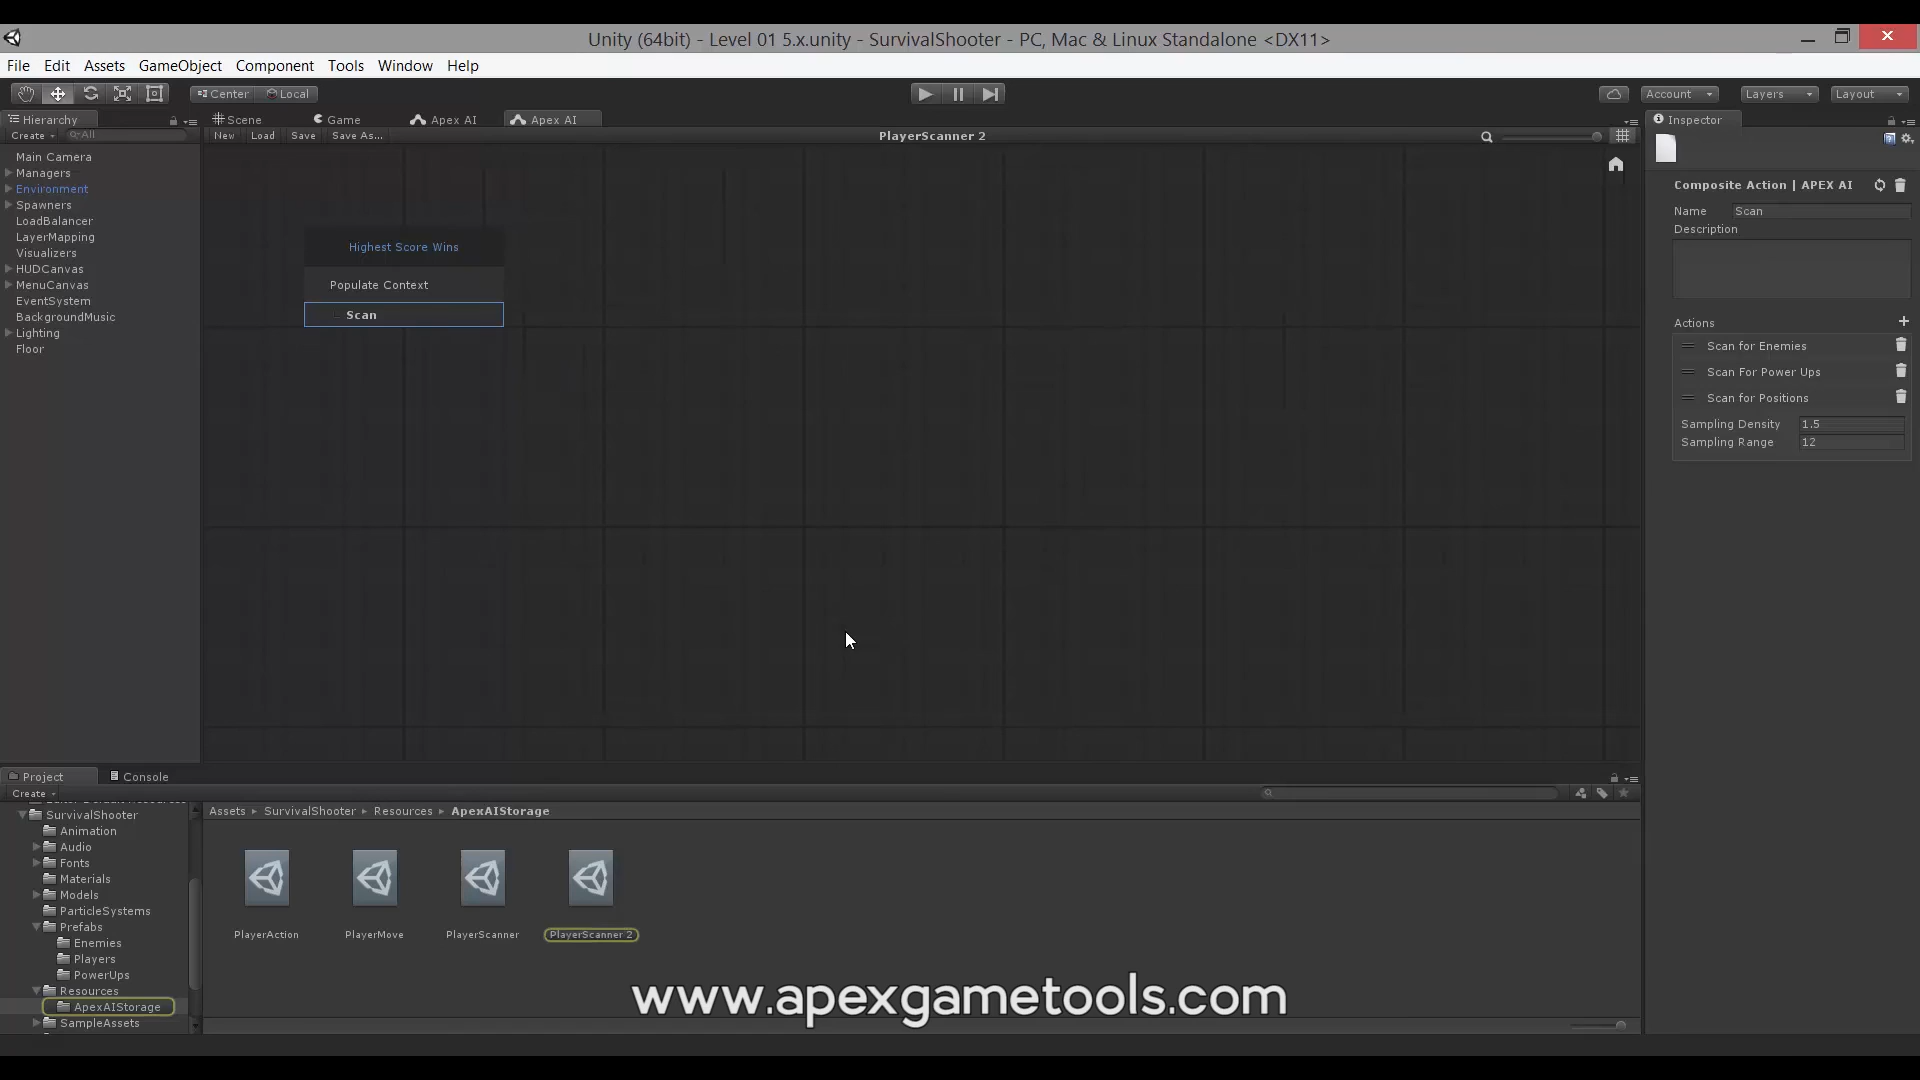 Unity (64bit) - Level 01 5.x.unity - SurvivalShooter - PC, Mac & Linux Standalone <DX11>
File Edit Assets GameObject Component Tools Window Help
Center Local
Account Layers Layout
Hierarchy
Scene Game Apex AI Apex AI
Inspector
Create All
New Load Save Save As...
PlayerScanner 2
Main Camera
Managers
Environment
Spawners
LoadBalancer
LayerMapping
Visualizers
HUDCanvas
MenuCanvas
EventSystem
BackgroundMusic
Lighting
Floor
Highest Score Wins
Populate Context
Scan
Composite Action | APEX AI
Name Scan
Description
Actions
Scan for Enemies
Scan For Power Ups
Scan for Positions
Sampling Density 1.5
Sampling Range 12
Project Console
Create
SurvivalShooter
Animation
Audio
Fonts
Materials
Models
ParticleSystems
Prefabs
Enemies
Players
PowerUps
Resources
ApexAIStorage
SampleAssets
Assets SurvivalShooter Resources ApexAIStorage
PlayerAction PlayerMove PlayerScanner PlayerScanner 2
www.apexgametools.com